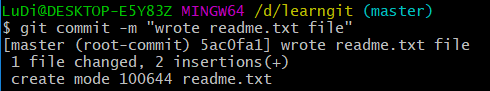 LuDi@DESKTOP-E5Y83Z MINGW64 /d/learngit (master)
$ git commit -m "wrote readme.txt file"
[master (root-commit) 5ac0fa1] wrote readme.txt file
 1 file changed, 2 insertions(+)
 create mode 100644 readme.txt